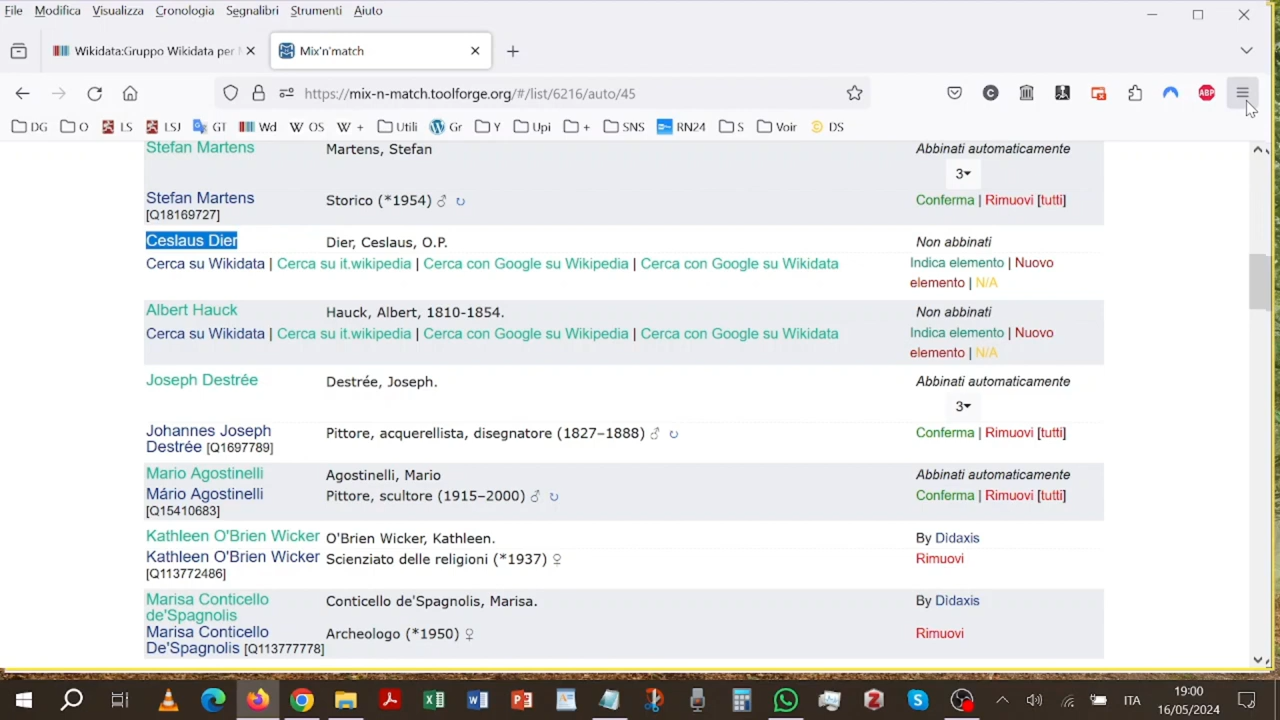 File Modifica Visualizza Cronologia Segnalibri Strumenti Aiuto
Wikidata:Gruppo Wikidata per M
Mix'n'match
https://mix-n-match.toolforge.org/#/list/6216/auto/45
ABP
DG O LS LSJ GT Wd W OS W + Utili Gr Y Upi + SNS RN24 S Voir DS
Stefan Martens Martens, Stefan Abbinati automaticamente
3
Stefan Martens Storico (*1954) ♂ ↻ Conferma | Rimuovi [tutti]
[Q18169727]
Ceslaus Dier Dier, Ceslaus, O.P. Non abbinati
Cerca su Wikidata | Cerca su it.wikipedia | Cerca con Google su Wikipedia | Cerca con Google su Wikidata Indica elemento | Nuovo
elemento | N/A
Albert Hauck Hauck, Albert, 1810-1854. Non abbinati
Cerca su Wikidata | Cerca su it.wikipedia | Cerca con Google su Wikipedia | Cerca con Google su Wikidata Indica elemento | Nuovo
elemento | N/A
Joseph Destrée Destrée, Joseph. Abbinati automaticamente
3
Johannes Joseph Pittore, acquerellista, disegnatore (1827–1888) ♂ ↻ Conferma | Rimuovi [tutti]
Destrée [Q1697789]
Mario Agostinelli Agostinelli, Mario Abbinati automaticamente
Mário Agostinelli Pittore, scultore (1915–2000) ♂ ↻ Conferma | Rimuovi [tutti]
[Q15410683]
Kathleen O'Brien Wicker O'Brien Wicker, Kathleen. By Didaxis
Kathleen O'Brien Wicker Scienziato delle religioni (*1937) ♀ Rimuovi
[Q113772486]
Marisa Conticello Conticello de'Spagnolis, Marisa. By Didaxis
de'Spagnolis
Marisa Conticello Archeologo (*1950) ♀ Rimuovi
De'Spagnolis [Q113777778]
ITA
19:00
16/05/2024